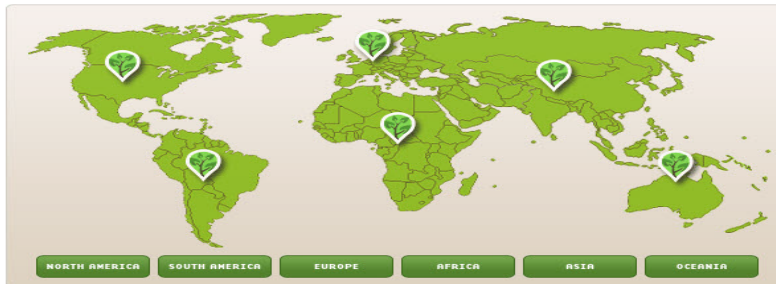 NORTH AMERICA
SOUTH AMERICA
EUROPE
AFRICA
ASIA
OCEANIA